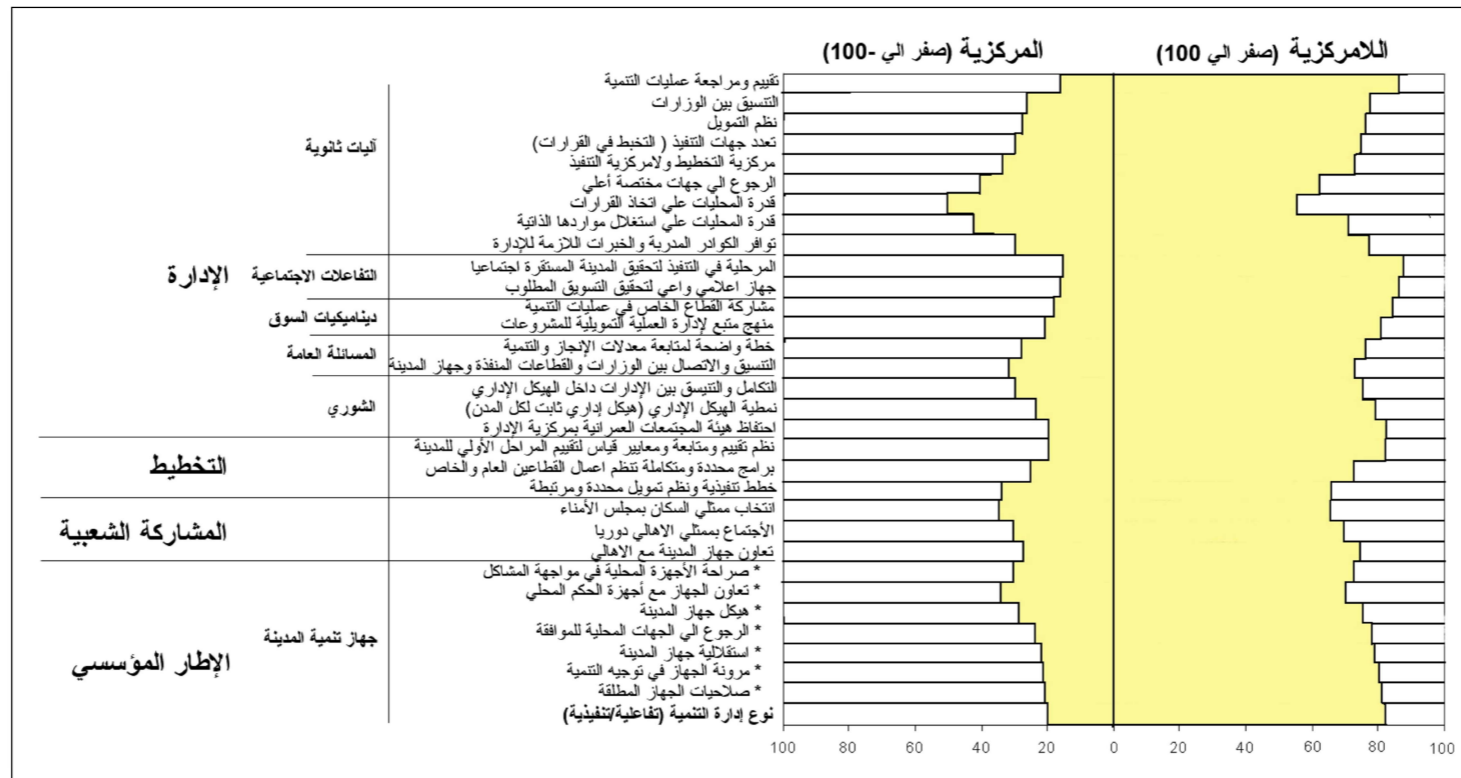 اللامركزية (صفر الي 100)
المركزية (صفر الي -100)
تقييم ومراجعة عمليات التنمية
التنسيق بين الوزارات
نظم التمويل
تعدد جهات التنفيذ ( التخبط في القرارات)
مركزية التخطيط ولامركزية التنفيذ
الرجوع الي جهات مختصة أعلي
قدرة المحليات علي اتخاذ القرارات
قدرة المحليات علي استغلال مواردها الذاتية
توافر الكوادر المدربة والخبرات اللازمة للإدارة
آليات ثانوية
المرحلية في التنفيذ لتحقيق المدينة المستقرة اجتماعيا
جهاز اعلامي واعي لتحقيق التسويق المطلوب
التفاعلات الاجتماعية
الإدارة
مشاركة القطاع الخاص في عمليات التنمية
منهج متبع لإدارة العملية التمويلية للمشروعات
ديناميكيات السوق
خطة واضحة لمتابعة معدلات الإنجاز والتنمية
التنسيق والاتصال بين الوزارات والقطاعات المنفذة وجهاز المدينة
المسائلة العامة
التكامل والتنيسق بين الإدارات داخل الهيكل الإداري
نمطية الهيكل الإداري (هيكل إداري ثابت لكل المدن)
احتفاظ هيئة المجتمعات العمرانية بمركزية الإدارة
الشوري
نظم تقييم ومتابعة ومعايير قياس لتقييم المراحل الأولي للمدينة
برامج محددة ومتكاملة تنظم اعمال القطاعين العام والخاص
خطط تنفيذية ونظم تمويل محددة ومرتبطة
التخطيط
انتخاب ممثلي السكان بمجلس الأمناء
الأجتماع بممثلي الاهالي دوريا
تعاون جهاز المدينة مع الاهالي
المشاركة الشعبية
* صراحة الأجهزة المحلية في مواجهة المشاكل
* تعاون الجهاز مع أجهزة الحكم المحلي
* هيكل جهاز المدينة
* الرجوع الي الجهات المحلية للموافقة
* استقلالية جهاز المدينة
* مرونة الجهاز في توجيه التنمية
* صلاحيات الجهاز المطلقة
نوع إدارة التنمية (تفاعلية/تنفيذية)
جهاز تنمية المدينة
الإطار المؤسسي
100 80 60 40 20 0 20 40 60 80 100